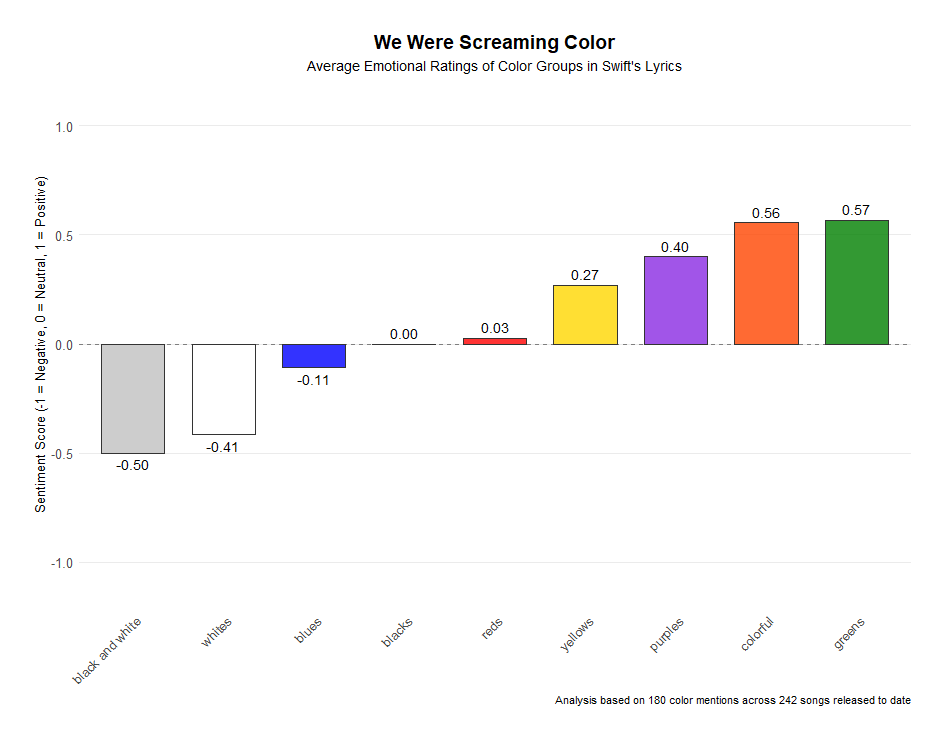 We Were Screaming Color
Average Emotional Ratings of Color Groups in Swift's Lyrics
Sentiment Score (-1 = Negative, 0 = Neutral, 1 = Positive)
1.0
0.5
0.0
-0.5
-1.0
-0.50
-0.41
-0.11
0.00
0.03
0.27
0.40
0.56
0.57
black and white
whites
blues
blacks
reds
yellows
purples
colorful
greens
Analysis based on 180 color mentions across 242 songs released to date